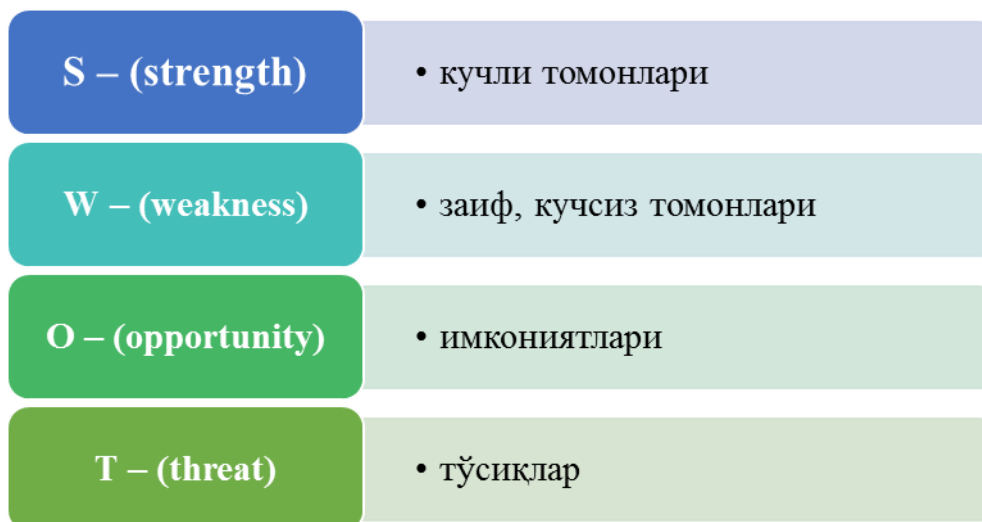 S – (strength)
• кучли томонлари
W – (weakness)
• заиф, кучсиз томонлари
O – (opportunity)
• имкониятлари
T – (threat)
• тўсиқлар